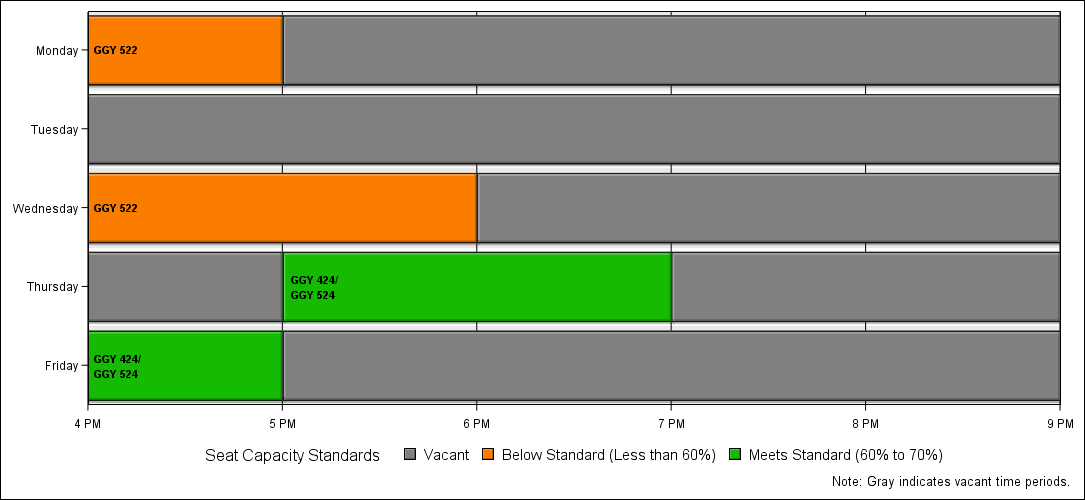 Monday
GGY 522
Tuesday
Wednesday
GGY 522
Thursday
GGY 424/
GGY 524
Friday
GGY 424/
GGY 524
4 PM 5 PM 6 PM 7 PM 8 PM 9 PM
Seat Capacity Standards Vacant Below Standard (Less than 60%) Meets Standard (60% to 70%)
Note: Gray indicates vacant time periods.